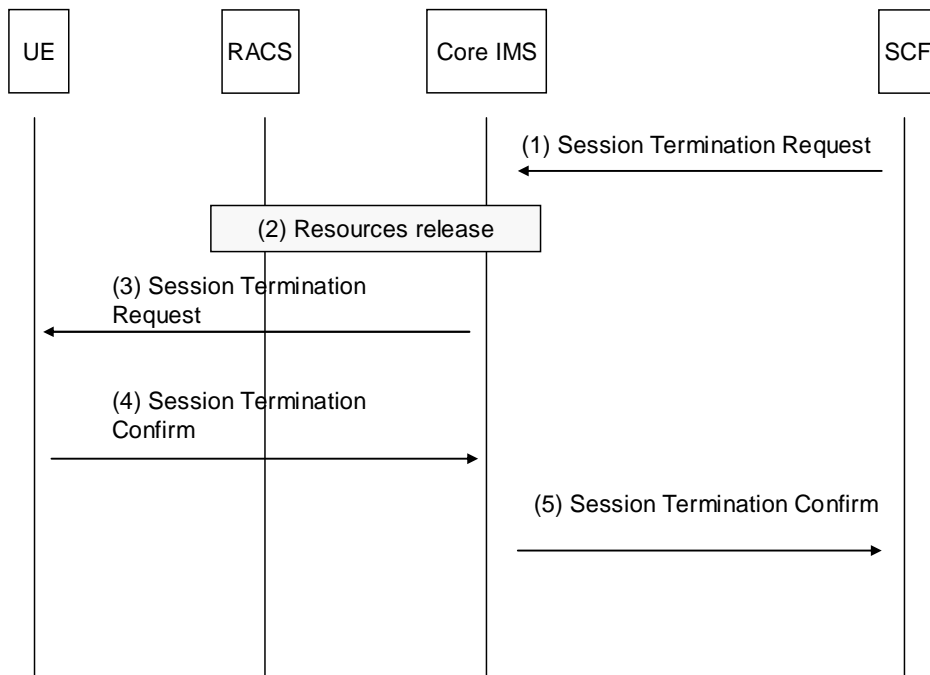 UE
RACS
Core IMS
SCF
(1) Session Termination Request
(2) Resources release
(3) Session Termination
Request
(4) Session Termination
Confirm
(5) Session Termination Confirm